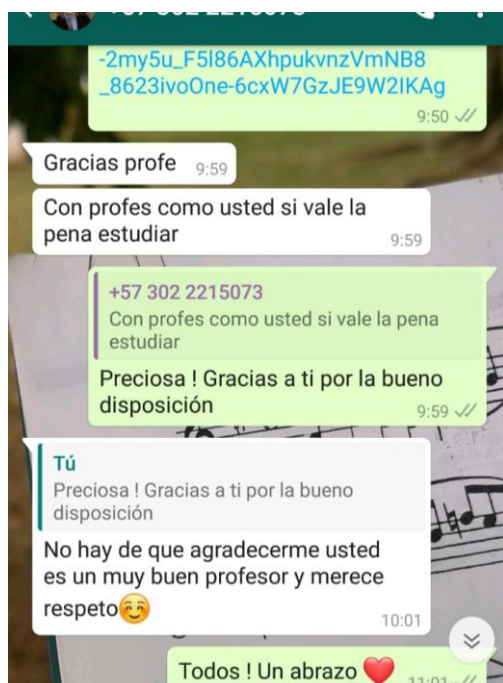 -2my5u_F5l86AXhpukvnzVmNB8
_8623ivoOne-6cxW7GzJE9W2IKAg
9:50
Gracias profe 9:59
Con profes como usted si vale la
pena estudiar 9:59
+57 302 2215073
Con profes como usted si vale la pena
estudiar
Preciosa ! Gracias a ti por la bueno
disposición 9:59
Tú
Preciosa ! Gracias a ti por la bueno
disposición
No hay de que agradecerme usted
es un muy buen profesor y merece
respeto☺️
10:01
Todos ! Un abrazo ❤️ 11:01